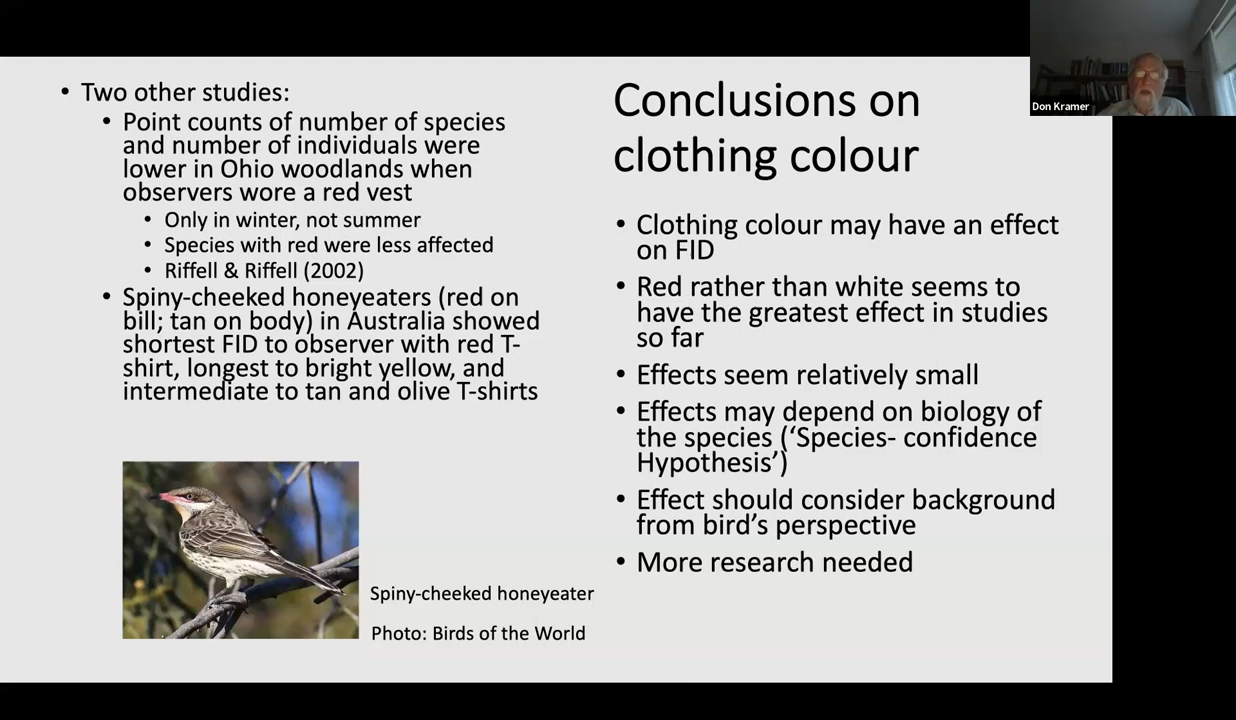 • Two other studies:
• Point counts of number of species
and number of individuals were
lower in Ohio woodlands when
observers wore a red vest
• Only in winter, not summer
• Species with red were less affected
• Riffell & Riffell (2002)
• Spiny-cheeked honeyeaters (red on
bill; tan on body) in Australia showed
shortest FID to observer with red T-
shirt, longest to bright yellow, and
intermediate to tan and olive T-shirts
Spiny-cheeked honeyeater
Photo: Birds of the World
Conclusions on
clothing colour
• Clothing colour may have an effect
on FID
• Red rather than white seems to
have the greatest effect in studies
so far
• Effects seem relatively small
• Effects may depend on biology of
the species (‘Species- confidence
Hypothesis’)
• Effect should consider background
from bird’s perspective
• More research needed
Don Kramer